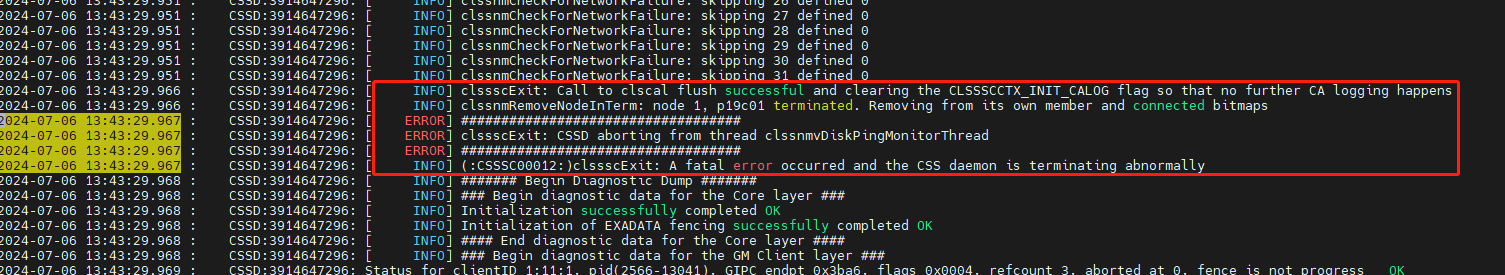 2024-07-06 13:43:29.951 : CSSD:3914647296: [ INFO] clssnmCheckForNetworkFailure: skipping 26 defined 0
2024-07-06 13:43:29.951 : CSSD:3914647296: [ INFO] clssnmCheckForNetworkFailure: skipping 27 defined 0
2024-07-06 13:43:29.951 : CSSD:3914647296: [ INFO] clssnmCheckForNetworkFailure: skipping 28 defined 0
2024-07-06 13:43:29.951 : CSSD:3914647296: [ INFO] clssnmCheckForNetworkFailure: skipping 29 defined 0
2024-07-06 13:43:29.951 : CSSD:3914647296: [ INFO] clssnmCheckForNetworkFailure: skipping 30 defined 0
2024-07-06 13:43:29.951 : CSSD:3914647296: [ INFO] clssnmCheckForNetworkFailure: skipping 31 defined 0
2024-07-06 13:43:29.966 : CSSD:3914647296: [ INFO] clssscExit: Call to clscal flush successful and clearing the CLSSSCCTX_INIT_CALOG flag so that no further CA logging happens
2024-07-06 13:43:29.966 : CSSD:3914647296: [ INFO] clssnmRemoveNodeInTerm: node 1, p19c01 terminated. Removing from its own member and connected bitmaps
2024-07-06 13:43:29.967 : CSSD:3914647296: [ ERROR] ###################################
2024-07-06 13:43:29.967 : CSSD:3914647296: [ ERROR] clssscExit: CSSD aborting from thread clssnmvDiskPingMonitorThread
2024-07-06 13:43:29.967 : CSSD:3914647296: [ ERROR] ###################################
2024-07-06 13:43:29.967 : CSSD:3914647296: [ INFO] (:CSSSC00012:)clssscExit: A fatal error occurred and the CSS daemon is terminating abnormally
2024-07-06 13:43:29.968 : CSSD:3914647296: [ INFO] ####### Begin Diagnostic Dump #######
2024-07-06 13:43:29.968 : CSSD:3914647296: [ INFO] ### Begin diagnostic data for the Core layer ###
2024-07-06 13:43:29.968 : CSSD:3914647296: [ INFO] Initialization successfully completed OK
2024-07-06 13:43:29.968 : CSSD:3914647296: [ INFO] Initialization of EXADATA fencing successfully completed OK
2024-07-06 13:43:29.968 : CSSD:3914647296: [ INFO] #### End diagnostic data for the Core layer ####
2024-07-06 13:43:29.968 : CSSD:3914647296: [ INFO] ### Begin diagnostic data for the GM Client layer ###
2024-07-06 13:43:29.969 : CSSD:3914647296: Status for clientID 1:11:1, pid(2566-13041), GIPC endpt 0x3ba6, flags 0x0004, refcount 3, aborted at 0, fence is not progress OK